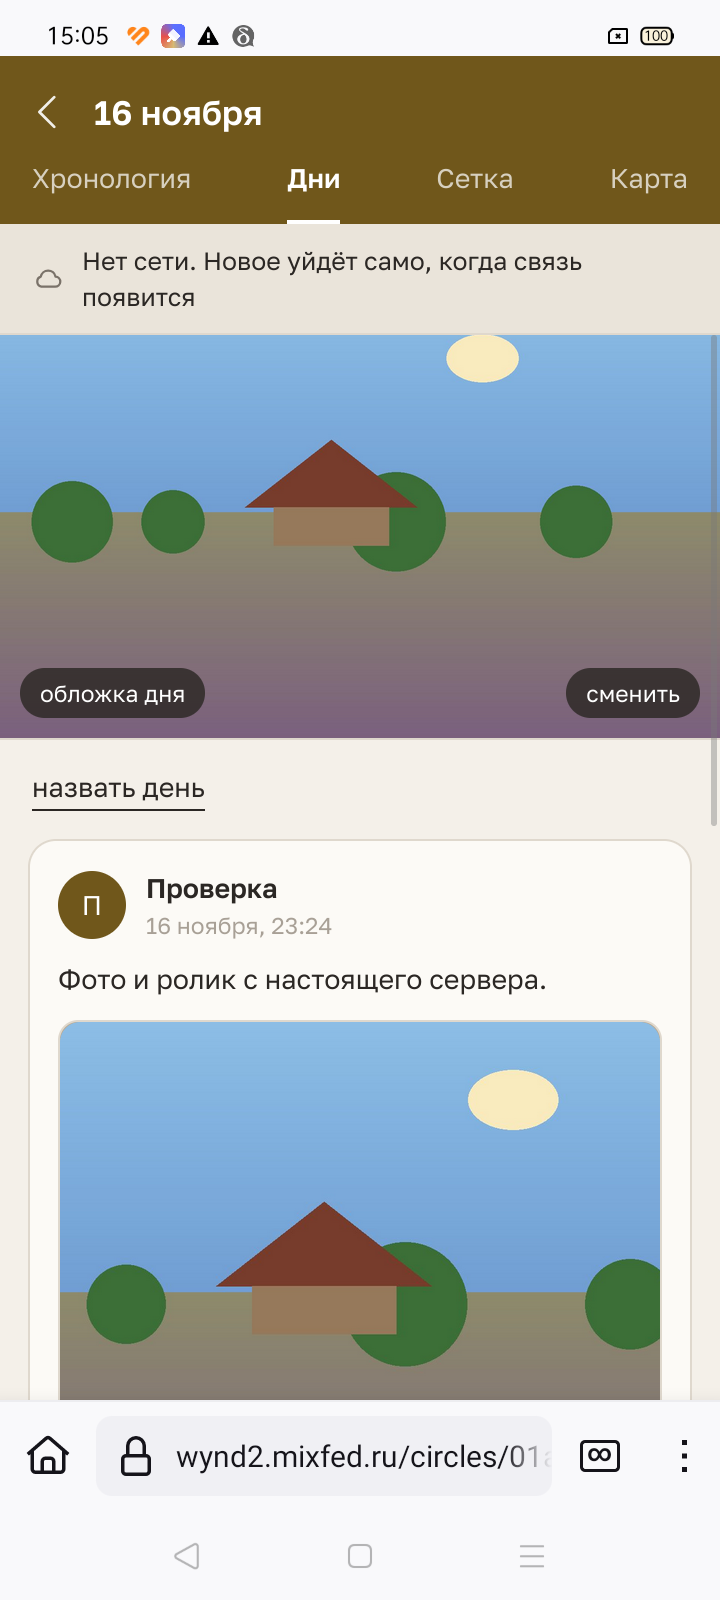 15:05
100
16 ноября
Хронология
Дни
Сетка
Карта
Нет сети. Новое уйдёт само, когда связь
появится
обложка дня
сменить
назвать день
П
Проверка
16 ноября, 23:24
Фото и ролик с настоящего сервера.
wynd2.mixfed.ru/circles/01